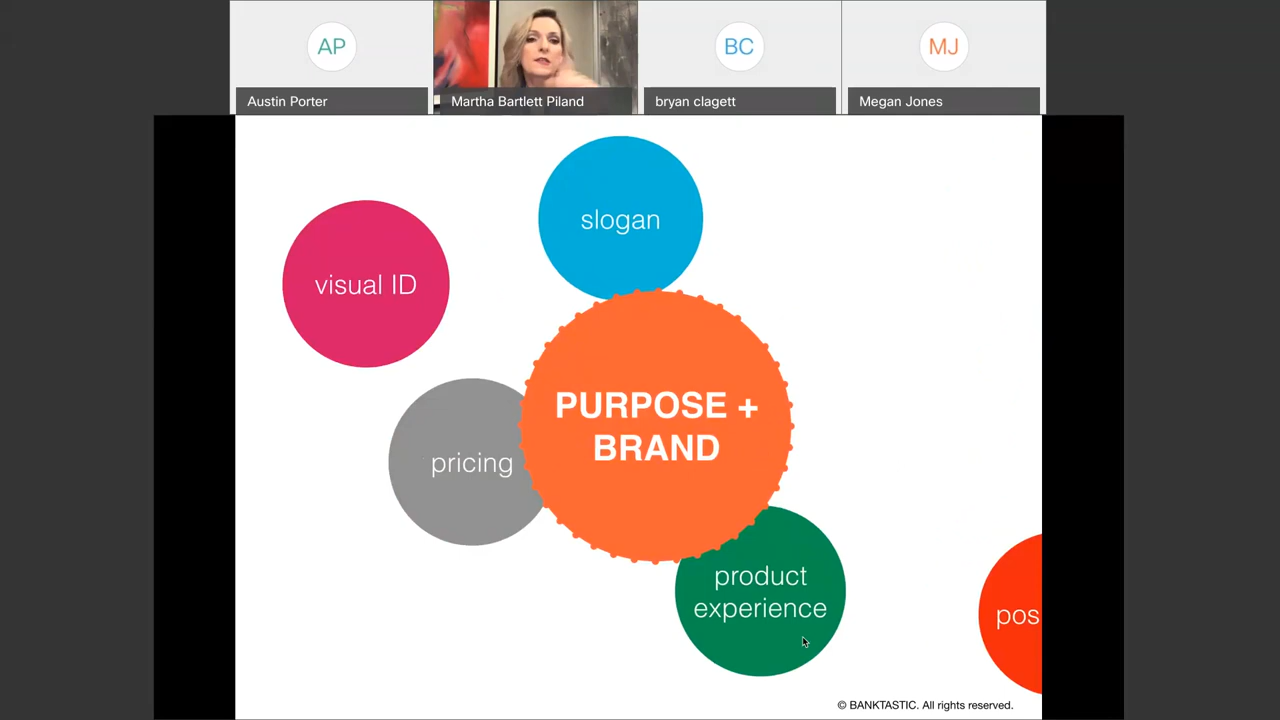 AP
BC
MJ
Austin Porter
Martha Bartlett Piland
bryan clagett
Megan Jones
slogan
visual ID
PURPOSE +
BRAND
pricing
product
experience
pos
© BANKTASTIC. All rights reserved.